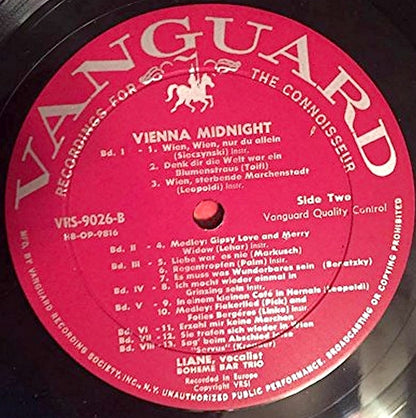 VANGUARD
RECORDINGS FOR THE CONNOISSEUR
VIENNA MIDNIGHT
Bd. I - 1. Wien, Wien, nur du allein
(Sieczynski) Instr.
2. Denk dir die Welt war ein
Blumenstraus (Toifl)
3. Wien, sterbende Marchenstadt
(Leopoldi) Instr.
Side Two
VRS-9026-B
Vanguard Quality Control
HB-OP-9816
Bd. II - 4. Medley: Gipsy Love and Merry
Widow (Lehar) Instr.
Bd. III - 5. Liebe war es nie (Markusch)
6. Regentropfen (Palm) Instr.
7. Es muss was Wunderbares sein (Benatzky)
Bd. IV - 8. Ich mocht wieder einmal in
Grinzing sein Instr.
Bd. V - 9. In einem kleinen Café in Hernals (Leopoldi)
10. Medley: Fiakerlied (Pick) and
Folies Bergéres (Linke) Instr.
Bd. VI - 11. Erzahl mir keine Marchen
Bd. VII - 12. Sie trafen sich wieder in Wien
Bd. VIII - 13. Sag' beim Abschied
"Servus"
LIANE, vocalist
BOHEME BAR TRIO
Recorded in Europe
Copyright VRSI
MFD. BY VANGUARD RECORDING SOCIETY, INC., N.Y. UNAUTHORIZED PUBLIC PERFORMANCE, BROADCASTING OR COPYING PROHIBITED